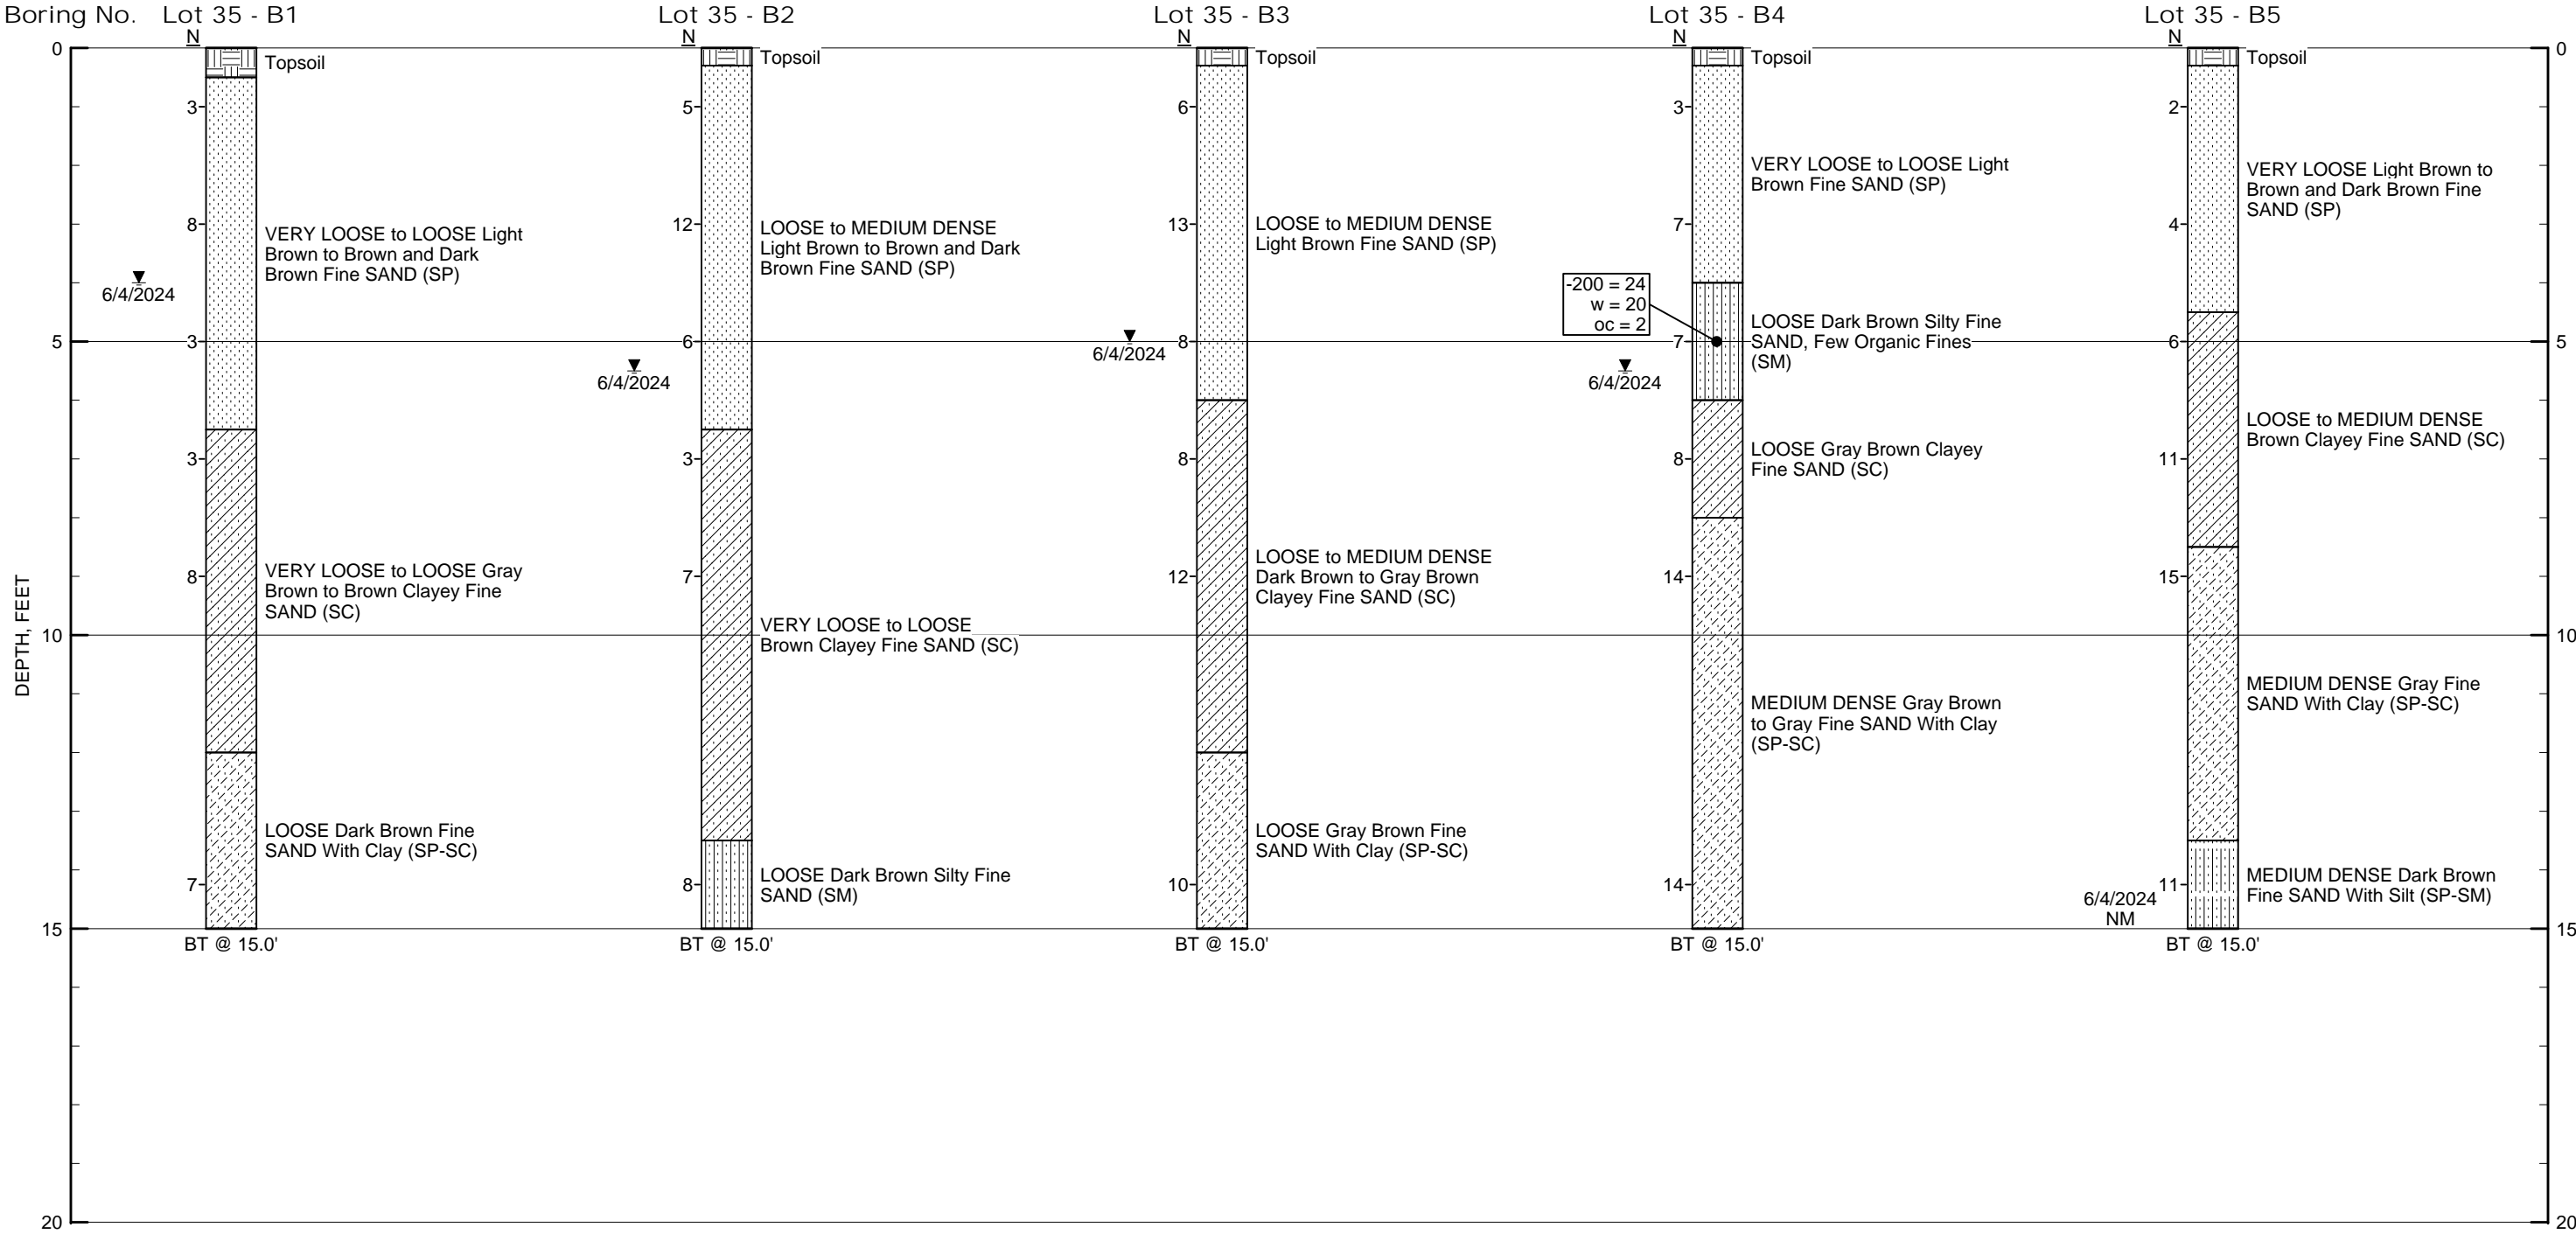 Boring No.
Lot 35 - B1
Lot 35 - B2
Lot 35 - B3
Lot 35 - B4
Lot 35 - B5
DEPTH, FEET
0
5
10
15
20
N
Topsoil
3
8
VERY LOOSE to LOOSE Light
Brown to Brown and Dark
Brown Fine SAND (SP)
6/4/2024
3
3
8
VERY LOOSE to LOOSE Gray
Brown to Brown Clayey Fine
SAND (SC)
LOOSE Dark Brown Fine
SAND With Clay (SP-SC)
7
BT @ 15.0'
N
Topsoil
5
12
LOOSE to MEDIUM DENSE
Light Brown to Brown and Dark
Brown Fine SAND (SP)
6
6/4/2024
3
7
VERY LOOSE to LOOSE
Brown Clayey Fine SAND (SC)
8
LOOSE Dark Brown Silty Fine
SAND (SM)
BT @ 15.0'
N
Topsoil
6
13
LOOSE to MEDIUM DENSE
Light Brown Fine SAND (SP)
8
6/4/2024
8
12
LOOSE to MEDIUM DENSE
Dark Brown to Gray Brown
Clayey Fine SAND (SC)
LOOSE Gray Brown Fine
SAND With Clay (SP-SC)
10
BT @ 15.0'
N
Topsoil
3
VERY LOOSE to LOOSE Light
Brown Fine SAND (SP)
7
-200 = 24
w = 20
oc = 2
7
LOOSE Dark Brown Silty Fine
SAND, Few Organic Fines
(SM)
6/4/2024
8
LOOSE Gray Brown Clayey
Fine SAND (SC)
14
MEDIUM DENSE Gray Brown
to Gray Fine SAND With Clay
(SP-SC)
14
BT @ 15.0'
N
Topsoil
2
VERY LOOSE Light Brown to
Brown and Dark Brown Fine
SAND (SP)
4
6
LOOSE to MEDIUM DENSE
Brown Clayey Fine SAND (SC)
11
15
MEDIUM DENSE Gray Fine
SAND With Clay (SP-SC)
11
MEDIUM DENSE Dark Brown
Fine SAND With Silt (SP-SM)
6/4/2024
NM
BT @ 15.0'
0
5
10
15
20